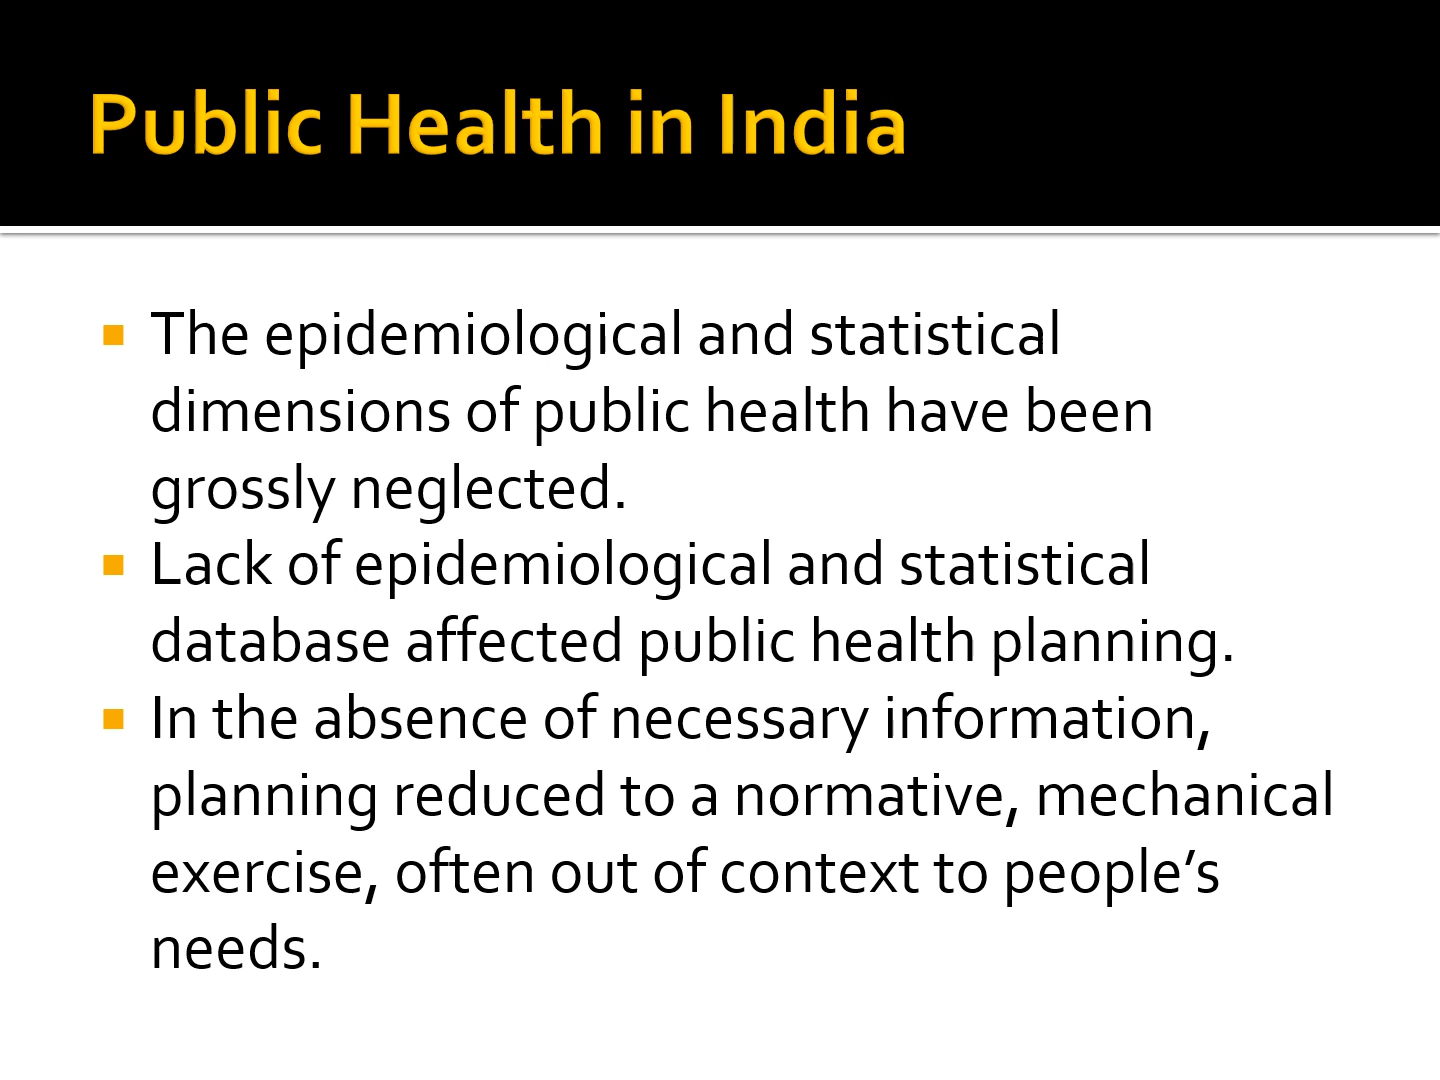 Public Health in India
▪ The epidemiological and statistical
dimensions of public health have been
grossly neglected.
▪ Lack of epidemiological and statistical
database affected public health planning.
▪ In the absence of necessary information,
planning reduced to a normative, mechanical
exercise, often out of context to people’s
needs.